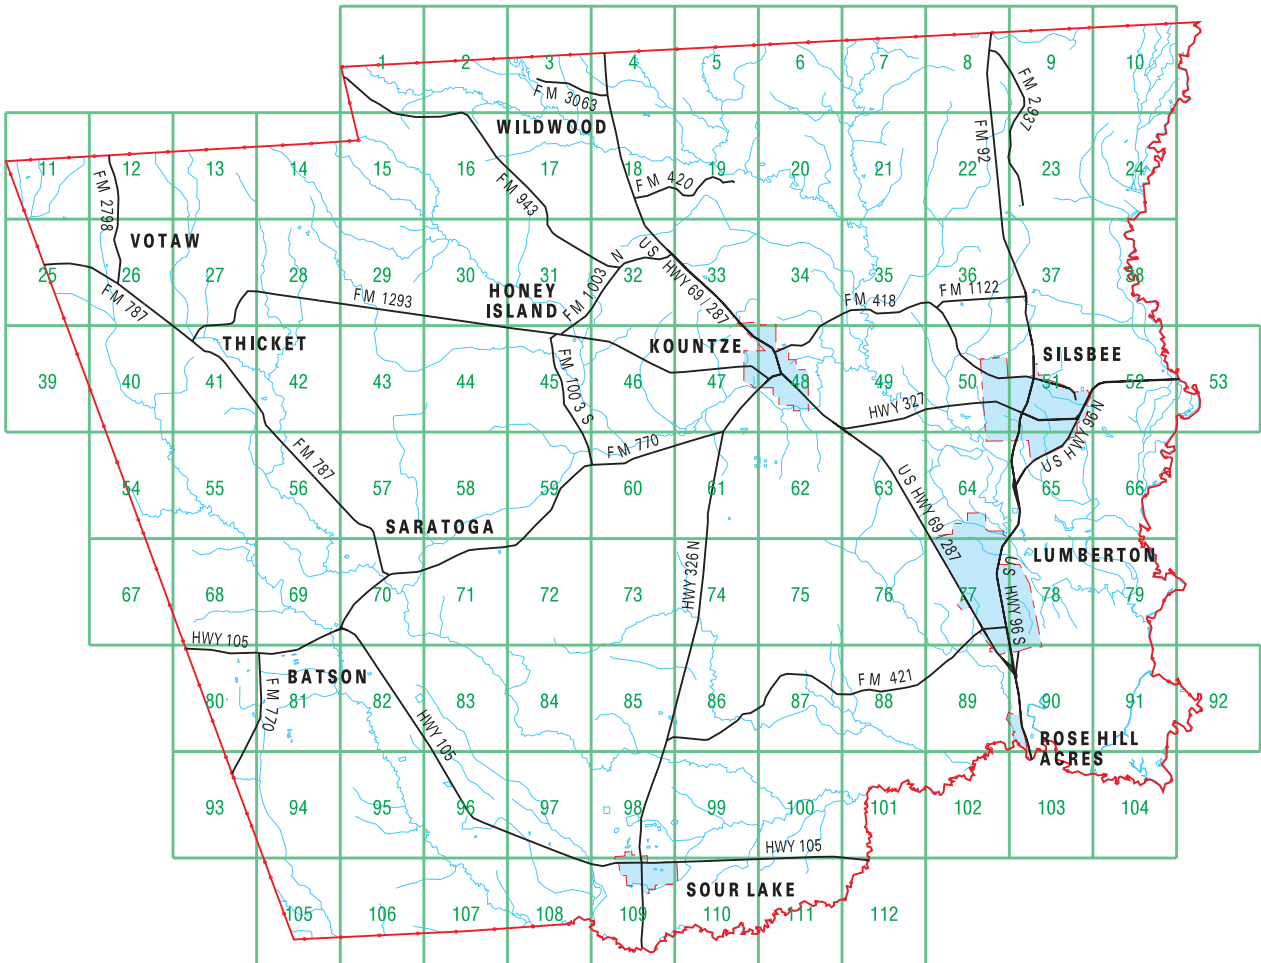 1
2
3
4
5
6
7
8
9
10
FM 3063
FM 2937
WILDWOOD
FM 92
11
12
13
14
15
16
17
18
19
20
21
22
23
24
FM 2798
FM 943
FM 420
VOTAW
US HWY 69 / 287
25
26
27
28
29
30
31
32
33
34
35
36
37
38
FM 787
FM 1293
HONEY
ISLAND
FM 1003 N
FM 418
FM 1122
THICKET
KOUNTZE
SILSBEE
39
40
41
42
43
44
45
46
47
48
49
50
51
52
53
FM 1003 S
HWY 327
US HWY 96 N
FM 787
FM 770
US HWY 69 / 287
54
55
56
57
58
59
60
61
62
63
64
65
66
SARATOGA
LUMBERTON
HWY 326 N
US HWY 96 S
67
68
69
70
71
72
73
74
75
76
77
78
79
HWY 105
BATSON
FM 770
HWY 105
FM 421
80
81
82
83
84
85
86
87
88
89
90
91
92
ROSE HILL
ACRES
93
94
95
96
97
98
99
100
101
102
103
104
HWY 105
SOUR LAKE
105
106
107
108
109
110
111
112